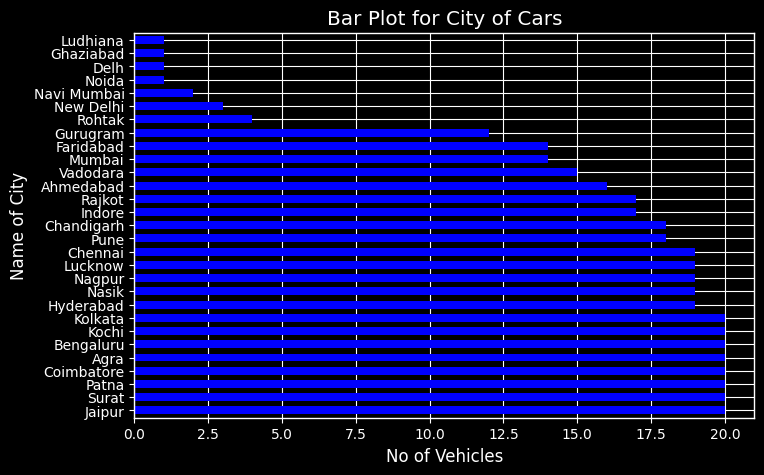 Bar Plot for City of Cars
Name of City
Ludhiana
Ghaziabad
Delh
Noida
Navi Mumbai
New Delhi
Rohtak
Gurugram
Faridabad
Mumbai
Vadodara
Ahmedabad
Rajkot
Indore
Chandigarh
Pune
Chennai
Lucknow
Nagpur
Nasik
Hyderabad
Kolkata
Kochi
Bengaluru
Agra
Coimbatore
Patna
Surat
Jaipur
0.0 2.5 5.0 7.5 10.0 12.5 15.0 17.5 20.0
No of Vehicles